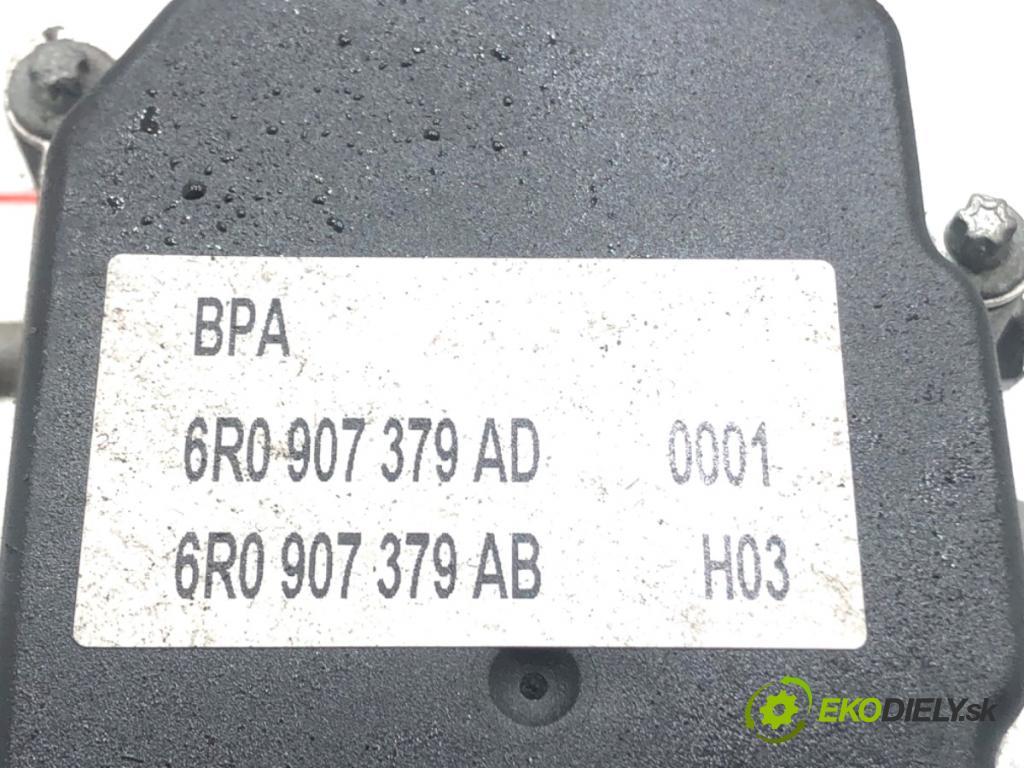 BPA
6R0 907 379 AD 0001
6R0 907 379 AB H03
EKODIELY.sk